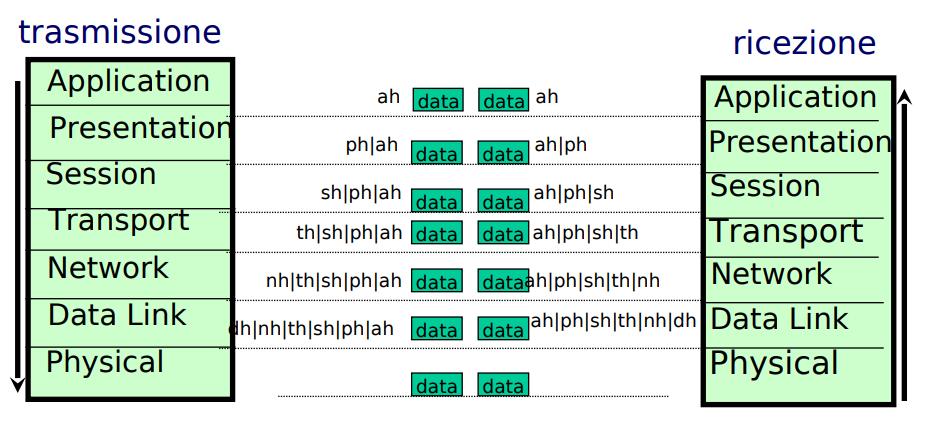 trasmissione
ricezione
Application
ah data data ah
Application
Presentation
ph|ah data data ah|ph
Presentation
Session
sh|ph|ah data data ah|ph|sh
Session
Transport
th|sh|ph|ah data data ah|ph|sh|th
Transport
Network
nh|th|sh|ph|ah data data ah|ph|sh|th|nh
Network
Data Link
dh|nh|th|sh|ph|ah data data ah|ph|sh|th|nh|dh
Data Link
Physical
data data
Physical